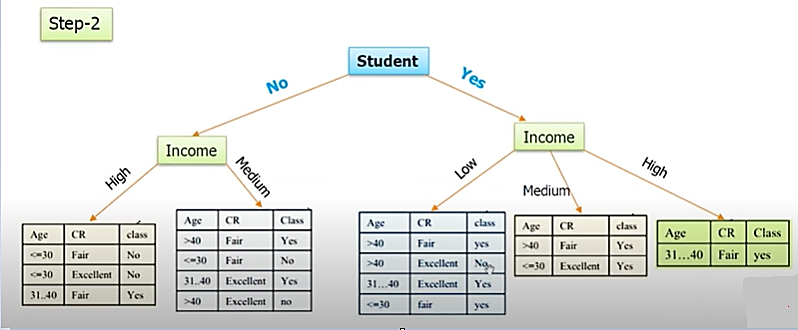 Step-2
Student
No
Yes
Income
Income
High
Medium
Low
Medium
High
Age CR class
<=30 Fair No
<=30 Excellent No
31..40 Fair Yes
Age CR Class
>40 Fair Yes
<=30 Fair No
31..40 Excellent Yes
>40 Excellent no
Age CR class
>40 Fair yes
>40 Excellent No
31...40 Excellent Yes
<=30 fair yes
Age CR class
>40 Fair Yes
<=30 Excellent Yes
Age CR Class
31...40 Fair yes